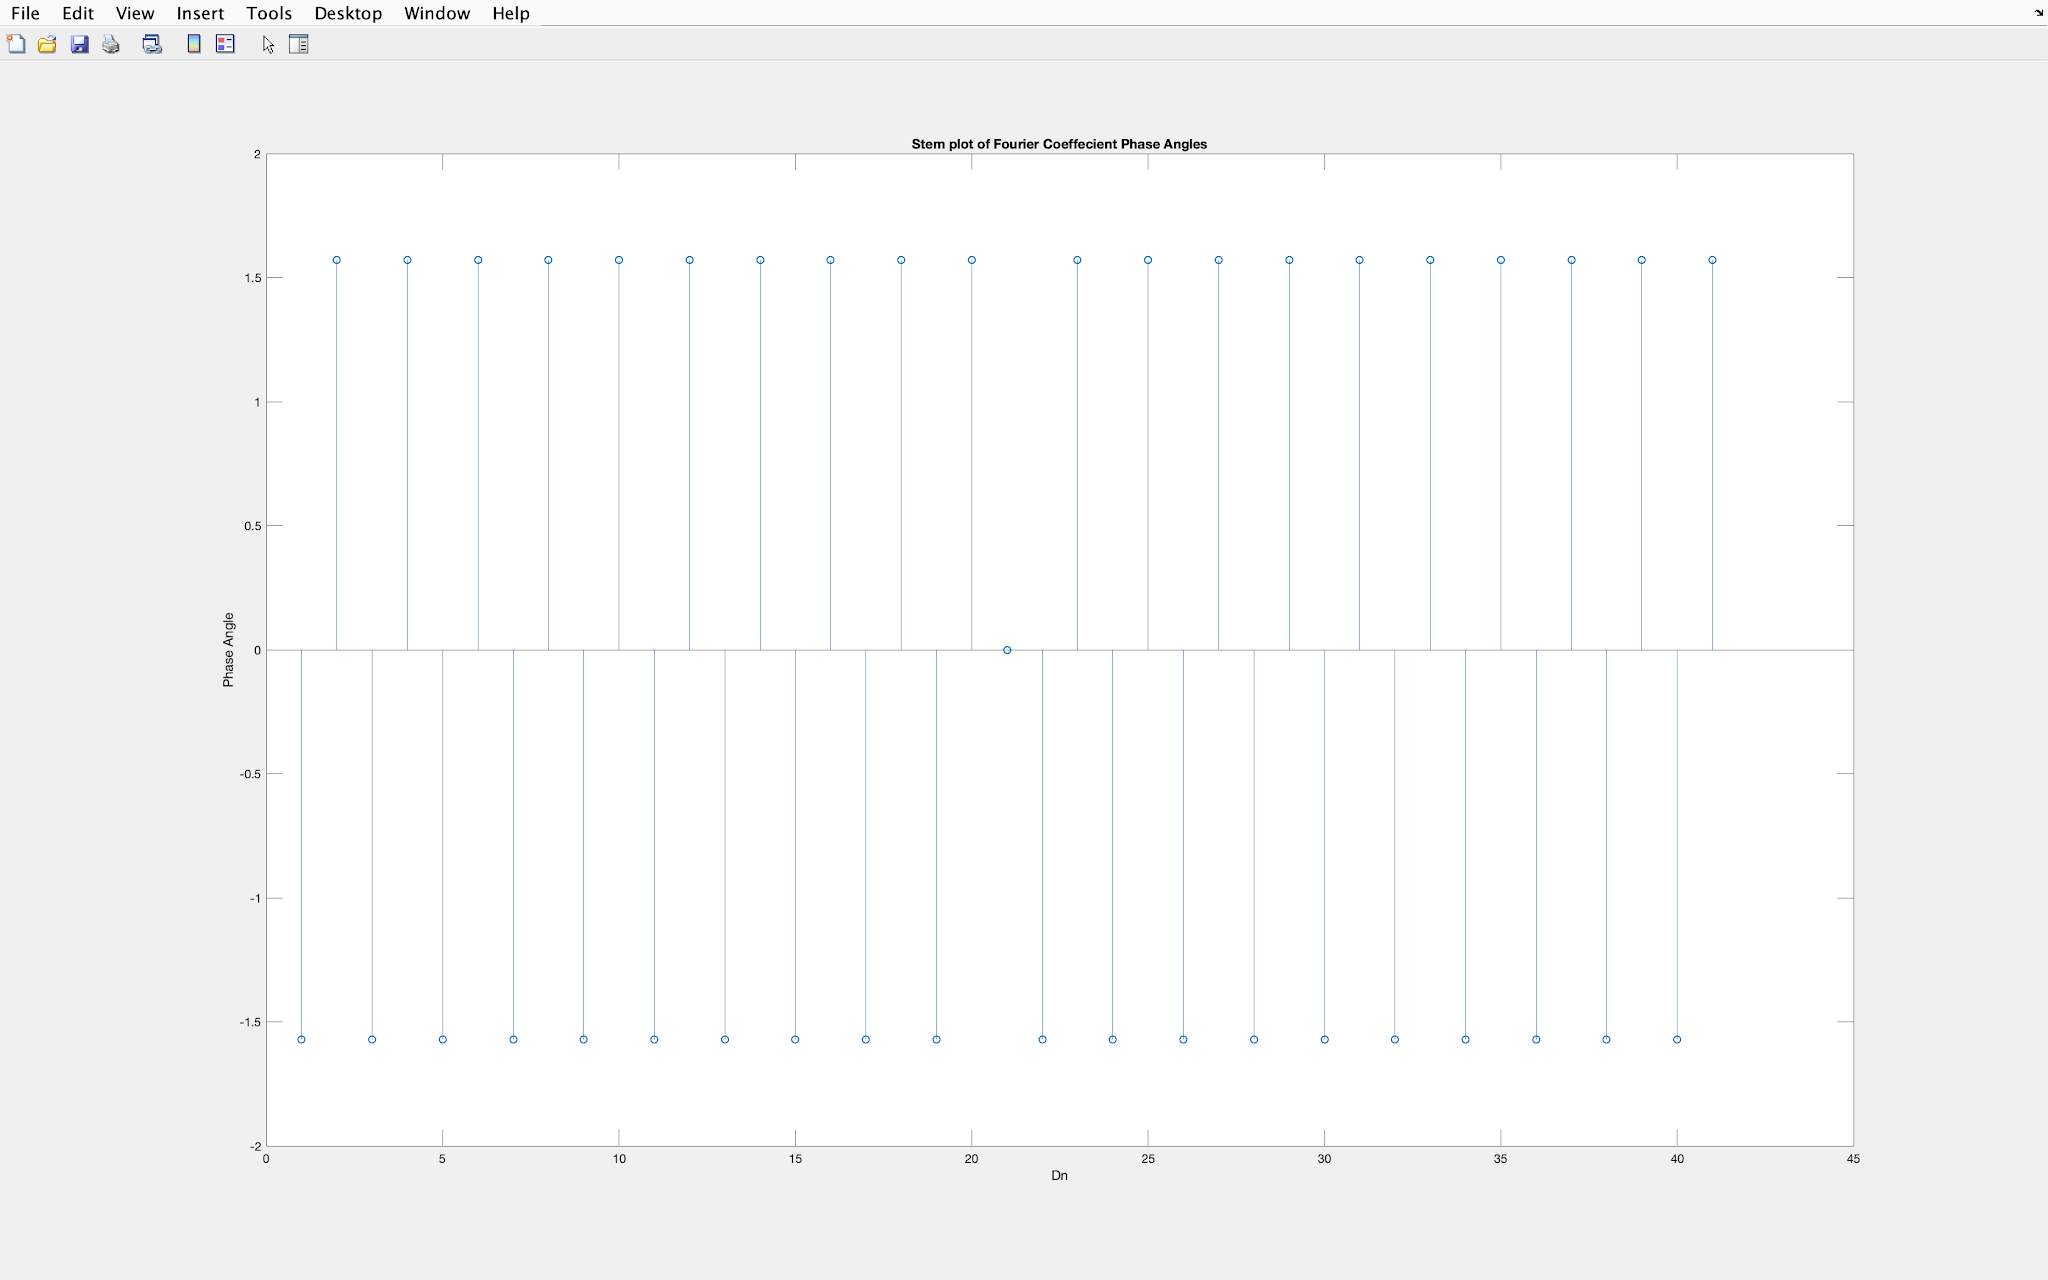 File Edit View Insert Tools Desktop Window Help
Stem plot of Fourier Coeffecient Phase Angles
2
1.5
1
0.5
0
-0.5
-1
-1.5
-2
Phase Angle
0 5 10 15 20 25 30 35 40 45
Dn